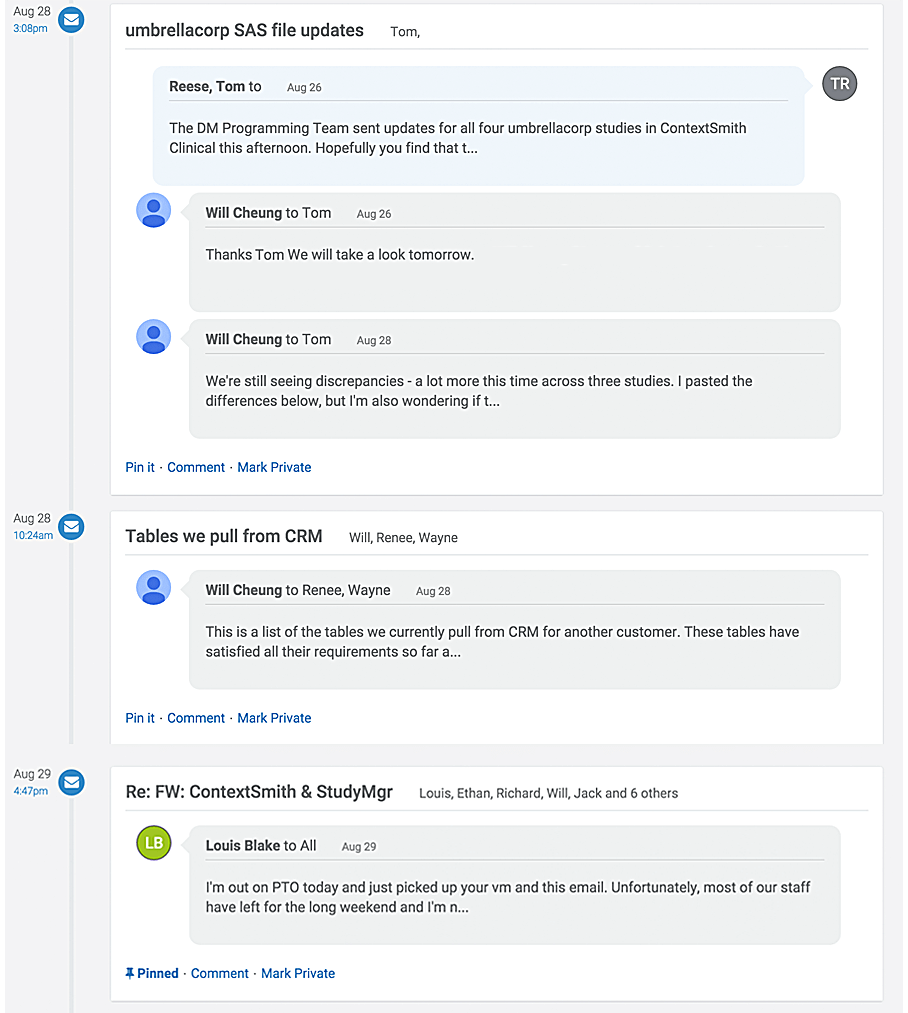 Aug 28
3:08pm
umbrellacorp SAS file updates Tom,
Reese, Tom to Aug 26
TR
The DM Programming Team sent updates for all four umbrellacorp studies in ContextSmith
Clinical this afternoon. Hopefully you find that t...
Will Cheung to Tom Aug 26
Thanks Tom We will take a look tomorrow.
Will Cheung to Tom Aug 28
We're still seeing discrepancies - a lot more this time across three studies. I pasted the
differences below, but I'm also wondering if t...
Pin it · Comment · Mark Private
Aug 28
10:24am
Tables we pull from CRM Will, Renee, Wayne
Will Cheung to Renee, Wayne Aug 28
This is a list of the tables we currently pull from CRM for another customer. These tables have
satisfied all their requirements so far a...
Pin it · Comment · Mark Private
Aug 29
4:47pm
Re: FW: ContextSmith & StudyMgr Louis, Ethan, Richard, Will, Jack and 6 others
LB
Louis Blake to All Aug 29
I'm out on PTO today and just picked up your vm and this email. Unfortunately, most of our staff
have left for the long weekend and I'm n...
Pinned · Comment · Mark Private